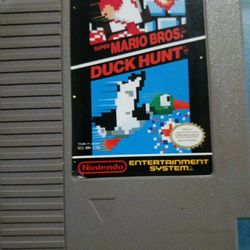 SUPER MARIO BROS.
DUCK HUNT
Nintendo
ENTERTAINMENT
SYSTEM